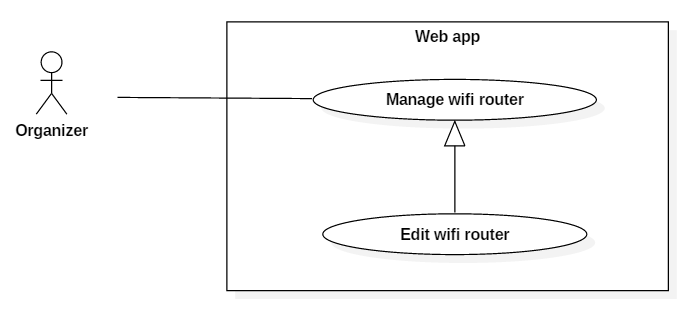 Web app
Manage wifi router
Organizer
Edit wifi router